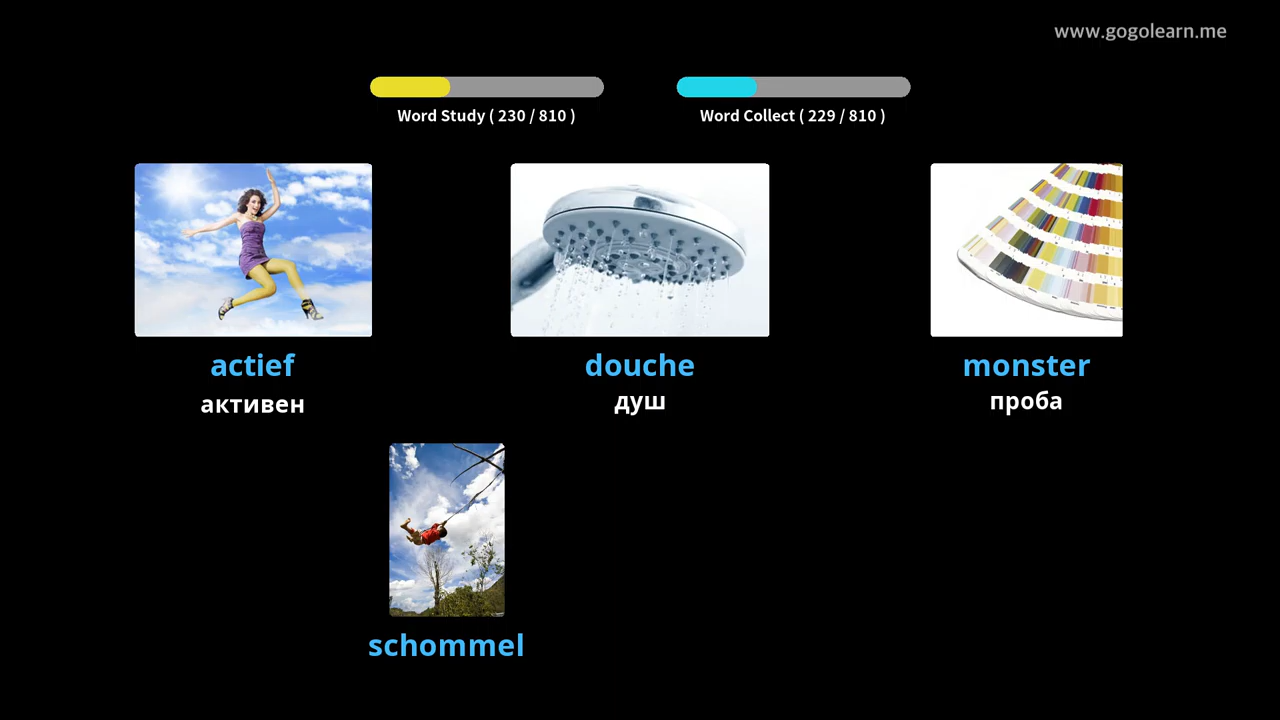 www.gogolearn.me
Word Study ( 230 / 810 )
Word Collect ( 229 / 810 )
actief
douche
monster
активен
душ
проба
schommel